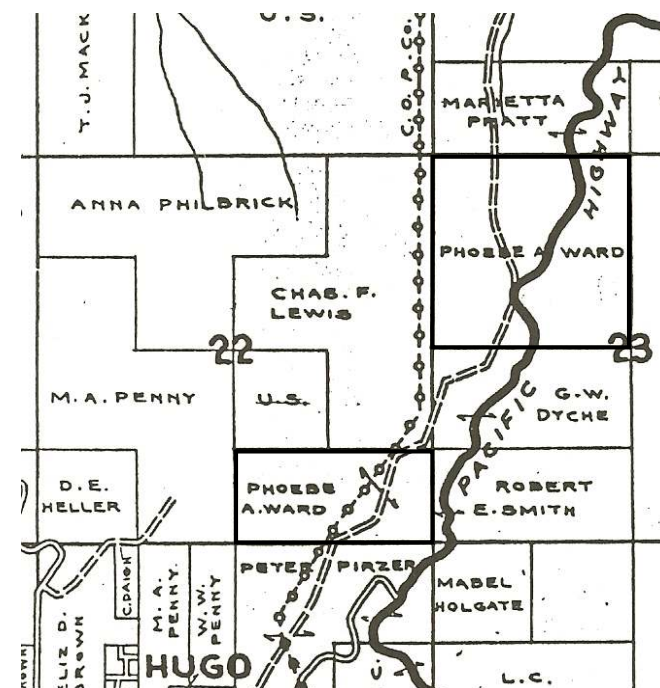 U.S.
T.J. MACK
C.O.P. Co.
MARIETTA
PRATT
HIGHWAY
ANNA PHILBRICK
PHOEBE A WARD
CHAS. F.
LEWIS
22
23
M.A. PENNY
U.S.
G.W.
DYCHE
PACIFIC
D.E.
HELLER
PHOEBE
A.WARD
ROBERT
E.SMITH
C.DAION
M.A.
PENNY
W.W.
PENNY
PETER PIRZER
MABEL
HOLGATE
ELIZ D.
BROWN
HUGO
L.C.